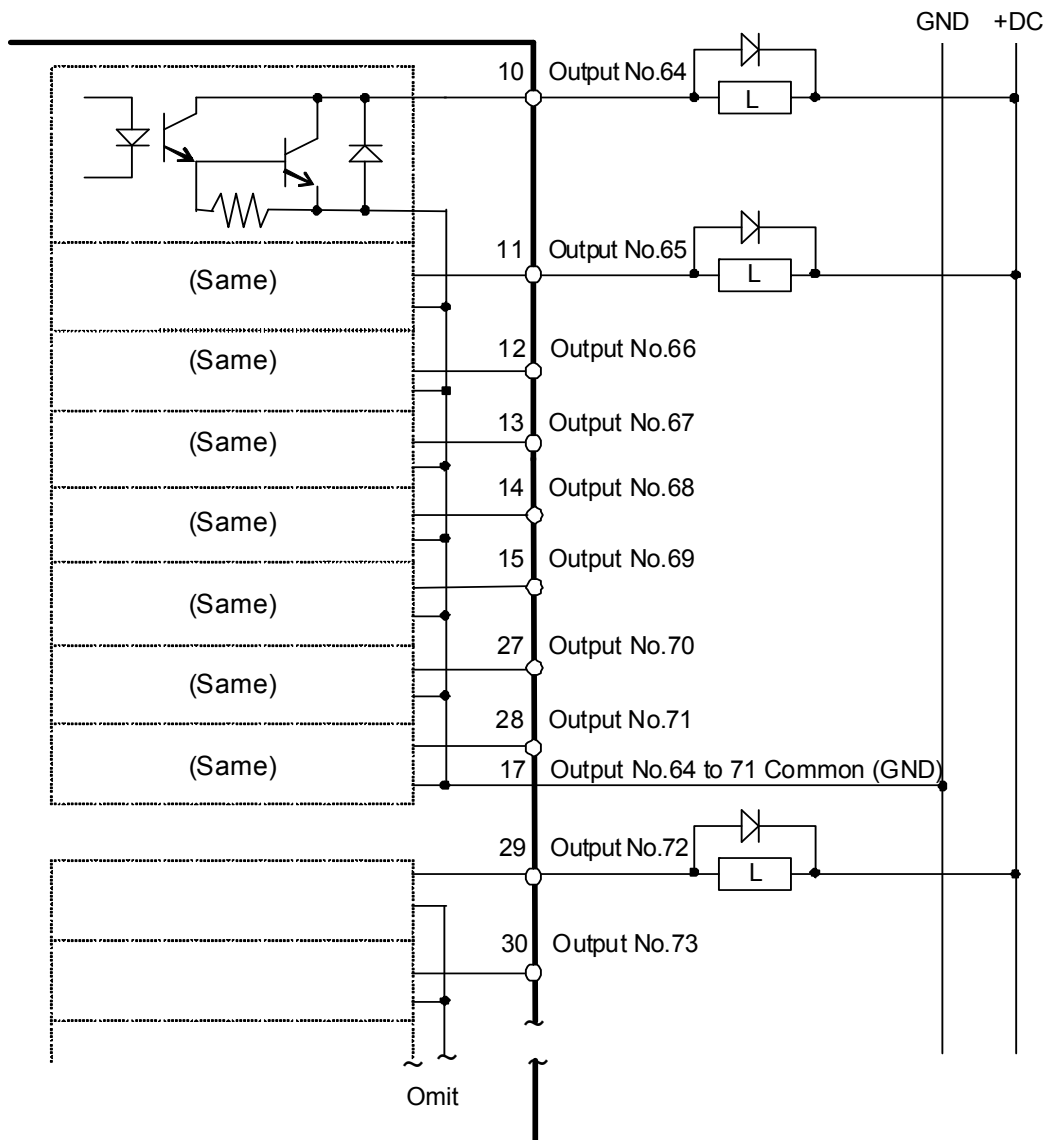 GND +DC
10 Output No.64
L
11 Output No.65
(Same)
L
12 Output No.66
(Same)
13 Output No.67
(Same)
14 Output No.68
(Same)
15 Output No.69
(Same)
27 Output No.70
(Same)
28 Output No.71
(Same)
17 Output No.64 to 71 Common (GND)
29 Output No.72
L
30 Output No.73
Omit